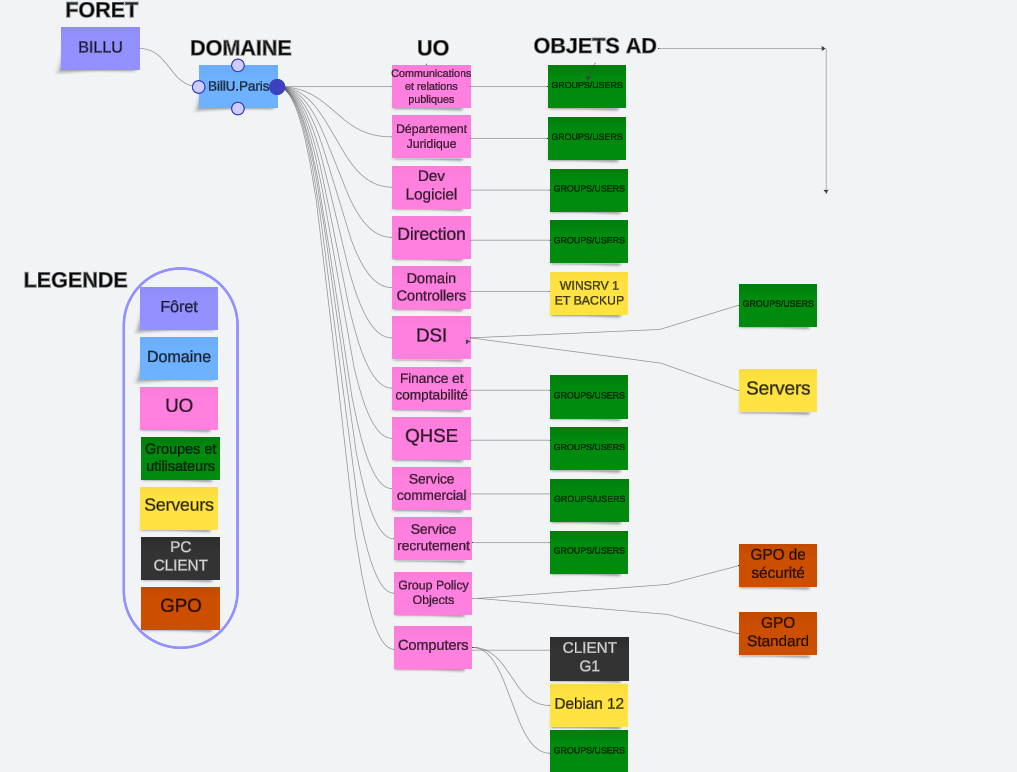 FORET
BILLU
DOMAINE
BillU.Paris
UO
OBJETS AD
Communications
et relations
publiques
GROUPS/USERS
Département
Juridique
GROUPS/USERS
Dev
Logiciel
GROUPS/USERS
Direction
GROUPS/USERS
Domain
Controllers
WINSRV 1
ET BACKUP
DSI
GROUPS/USERS
Servers
Finance et
comptabilité
GROUPS/USERS
QHSE
GROUPS/USERS
Service
commercial
GROUPS/USERS
Service
recrutement
GROUPS/USERS
Group Policy
Objects
GPO de
sécurité
GPO
Standard
Computers
CLIENT
G1
Debian 12
GROUPS/USERS
LEGENDE
Fôret
Domaine
UO
Groupes et
utilisateurs
Serveurs
PC
CLIENT
GPO